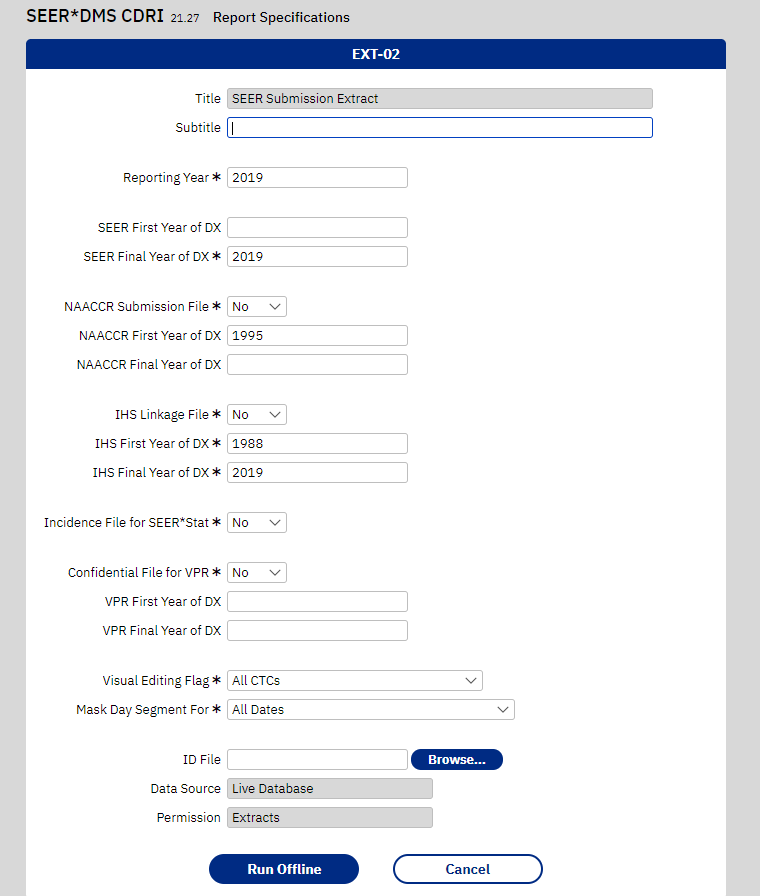 SEER*DMS CDRI 21.27 Report Specifications
EXT-02
Title SEER Submission Extract
Subtitle
Reporting Year * 2019
SEER First Year of DX
SEER Final Year of DX * 2019
NAACCR Submission File * No
NAACCR First Year of DX 1995
NAACCR Final Year of DX
IHS Linkage File * No
IHS First Year of DX * 1988
IHS Final Year of DX * 2019
Incidence File for SEER*Stat * No
Confidential File for VPR * No
VPR First Year of DX
VPR Final Year of DX
Visual Editing Flag * All CTCs
Mask Day Segment For * All Dates
ID File Browse...
Data Source Live Database
Permission Extracts
Run Offline Cancel